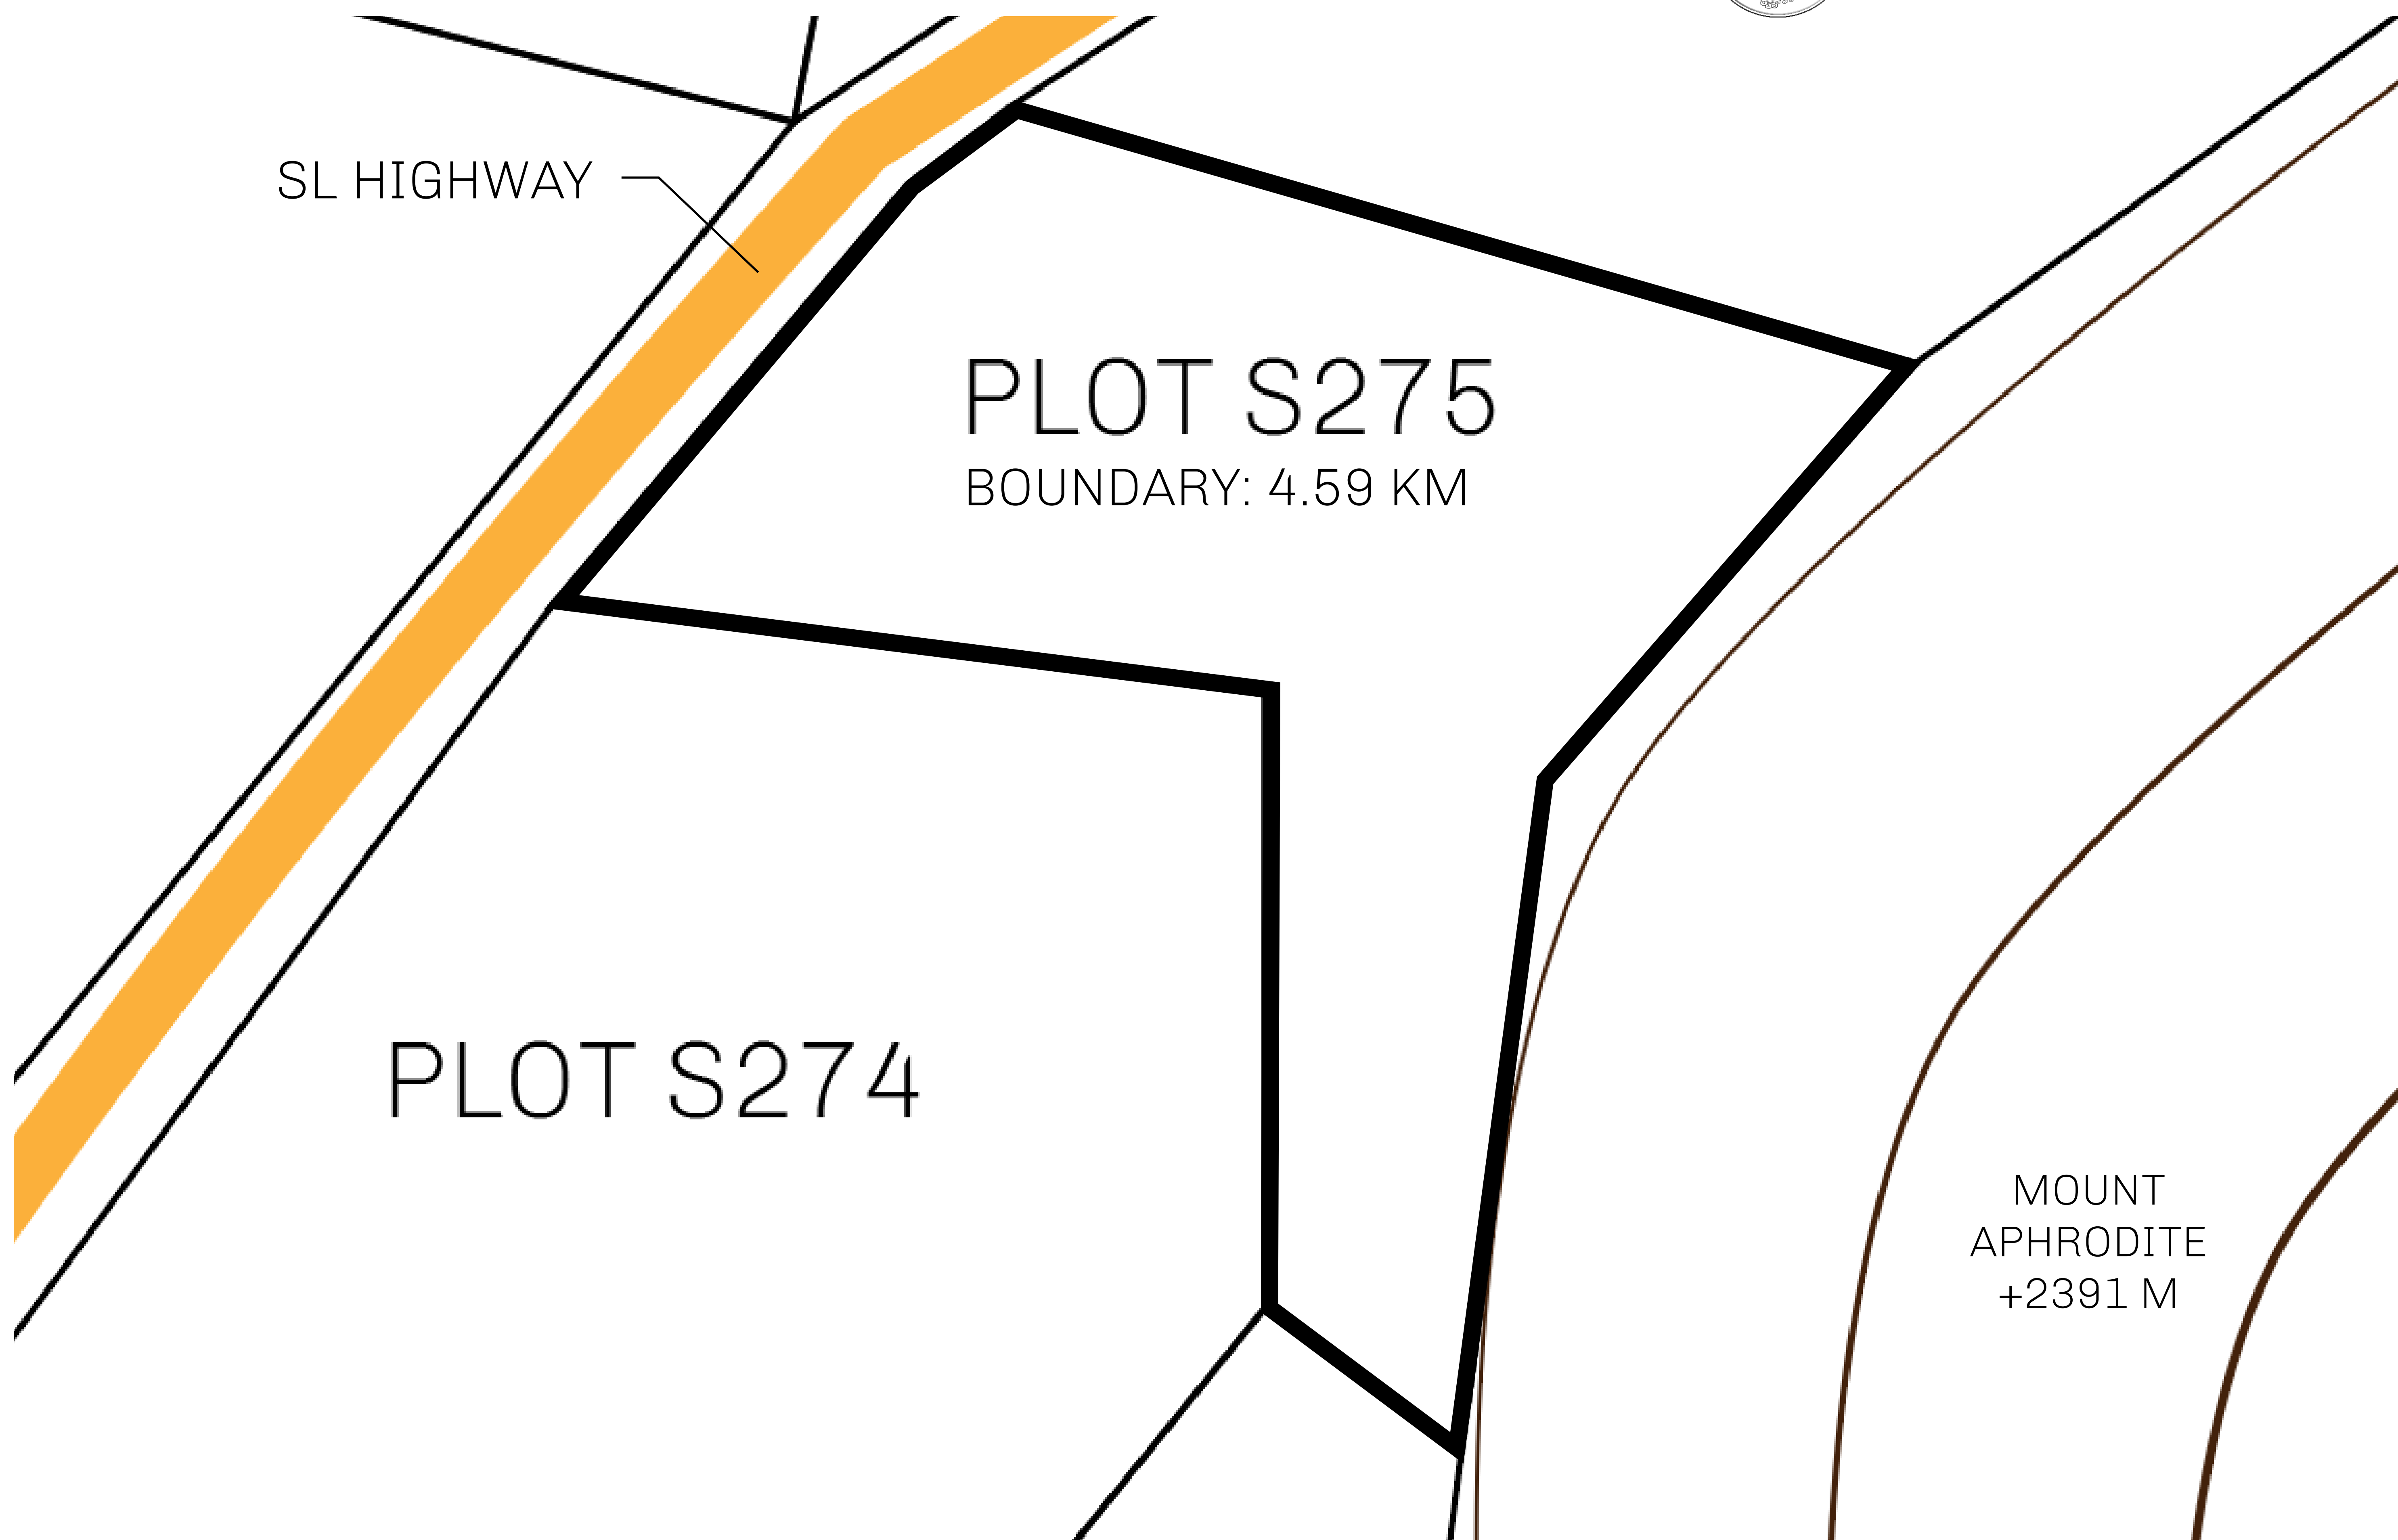 SL HIGHWAY
PLOT S275
BOUNDARY: 4.59 KM
PLOT S274
MOUNT
APHRODITE
+2391 M